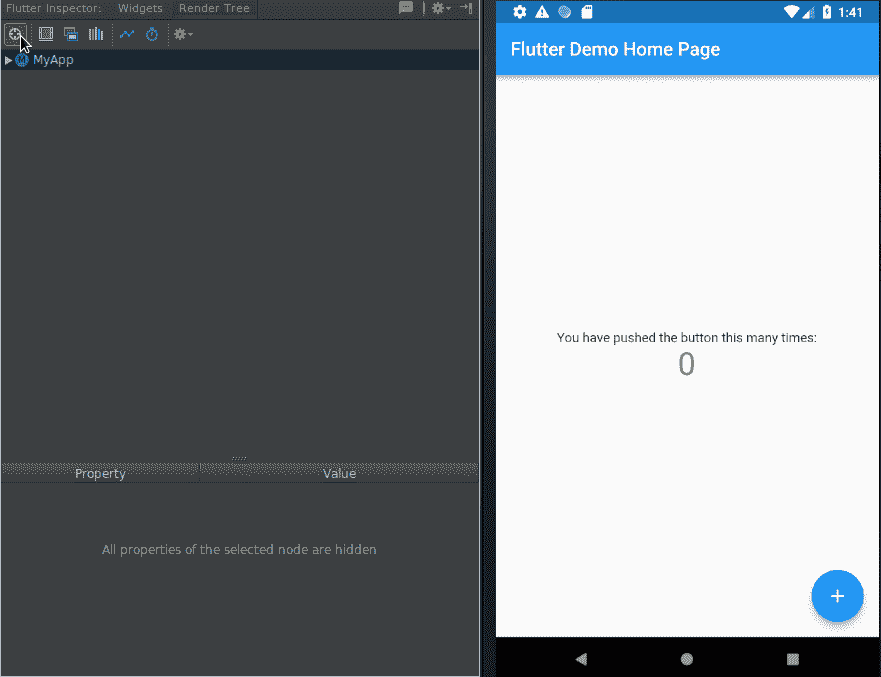 Flutter Inspector: Widgets Render Tree
MyApp
Property Value
All properties of the selected node are hidden
1:41
Flutter Demo Home Page
You have pushed the button this many times:
0
+